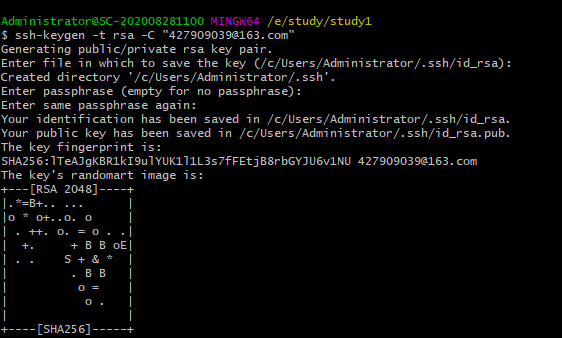 Administrator@SC-202008281100 MINGW64 /e/study/study1
$ ssh-keygen -t rsa -C "427909039@163.com"
Generating public/private rsa key pair.
Enter file in which to save the key (/c/Users/Administrator/.ssh/id_rsa):
Created directory '/c/Users/Administrator/.ssh'.
Enter passphrase (empty for no passphrase):
Enter same passphrase again:
Your identification has been saved in /c/Users/Administrator/.ssh/id_rsa.
Your public key has been saved in /c/Users/Administrator/.ssh/id_rsa.pub.
The key fingerprint is:
SHA256:lTeAJgKBR1kI9ulYUK1l1L3s7fFEtjB8rbGYJU6v1NU 427909039@163.com
The key's randomart image is:
+---[RSA 2048]----+
|.*=B+.. ...      |
|o * o+..o. o     |
| . ++. o. = o . .|
|  +.     + B B oE|
| . .    S + & *  |
|         . B B   |
|          o =    |
|           o .   |
|                 |
+----[SHA256]-----+